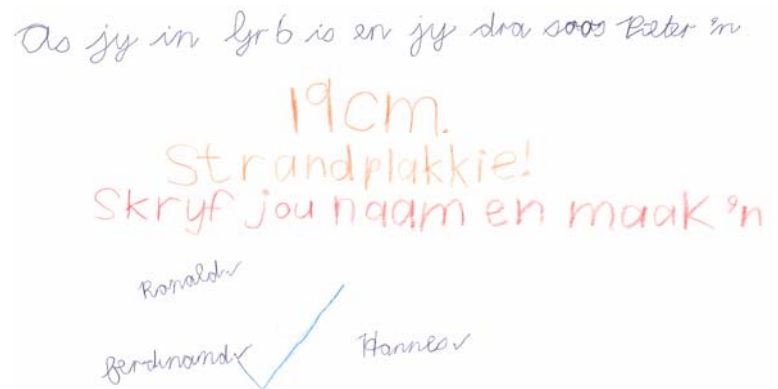 As jy in Gr 6 is en jy dra soos Pieter 'n
19cm.
Strandplakkie!
Skryf jou naam en maak 'n
Ronald✓
Ferdinand✓
Hannes✓